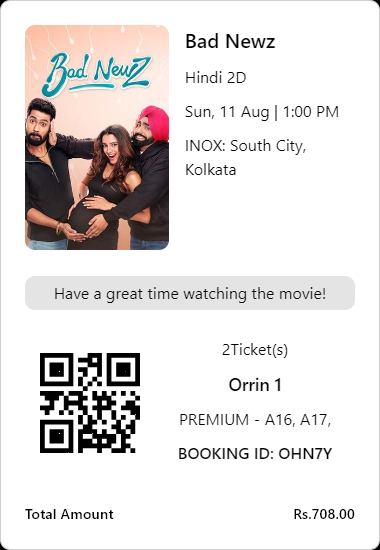 Bad Newz
Bad Newz
Hindi 2D
Sun, 11 Aug | 1:00 PM
INOX: South City,
Kolkata
Have a great time watching the movie!
2Ticket(s)
Orrin 1
PREMIUM - A16, A17,
BOOKING ID: OHN7Y
Total Amount Rs.708.00